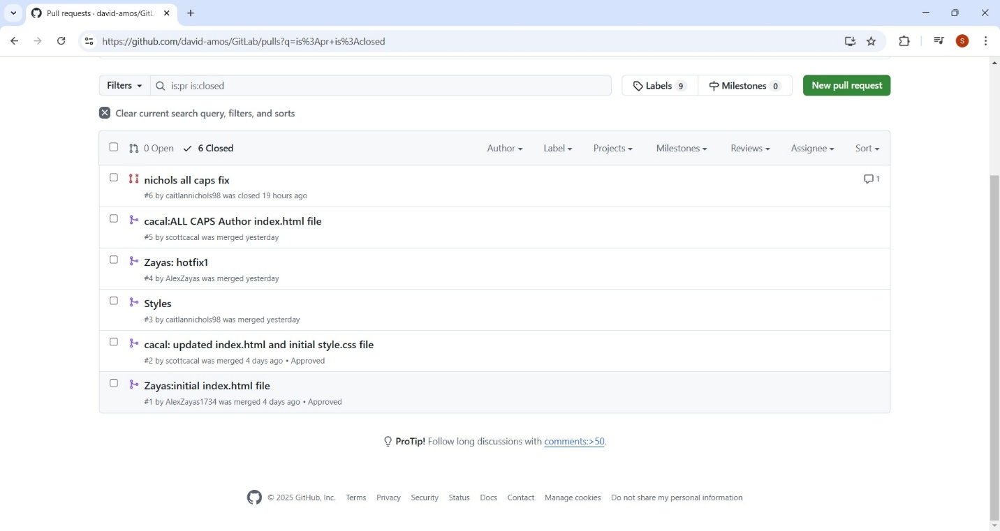 Pull requests · david-amos/GitL
https://github.com/david-amos/GitLab/pulls?q=is%3Apr+is%3Aclosed
S
Filters
is:pr is:closed
Labels 9
Milestones 0
New pull request
Clear current search query, filters, and sorts
0 Open
6 Closed
Author
Label
Projects
Milestones
Reviews
Assignee
Sort
nichols all caps fix
1
#6 by caitlannichols98 was closed 19 hours ago
cacal:ALL CAPS Author index.html file
#5 by scottcacal was merged yesterday
Zayas: hotfix1
#4 by AlexZayas was merged yesterday
Styles
#3 by caitlannichols98 was merged yesterday
cacal: updated index.html and initial style.css file
#2 by scottcacal was merged 4 days ago • Approved
Zayas:initial index.html file
#1 by AlexZayas1734 was merged 4 days ago • Approved
ProTip! Follow long discussions with comments:>50.
© 2025 GitHub, Inc. Terms Privacy Security Status Docs Contact Manage cookies Do not share my personal information